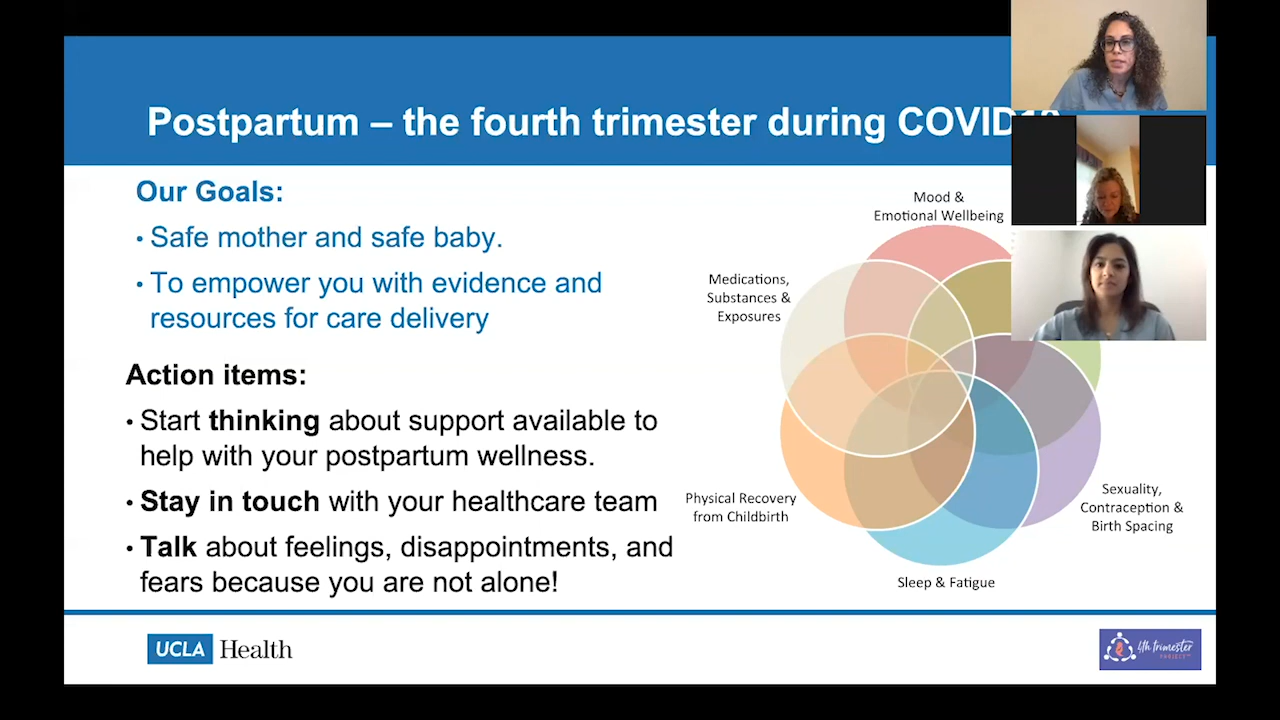 Postpartum – the fourth trimester during COVID19
Our Goals:
• Safe mother and safe baby.
• To empower you with evidence and
resources for care delivery
Action items:
• Start thinking about support available to
help with your postpartum wellness.
• Stay in touch with your healthcare team
• Talk about feelings, disappointments, and
fears because you are not alone!
Mood &
Emotional Wellbeing
Medications,
Substances &
Exposures
Physical Recovery
from Childbirth
Sexuality,
Contraception &
Birth Spacing
Sleep & Fatigue
UCLA Health
4th trimester
PROJECT™